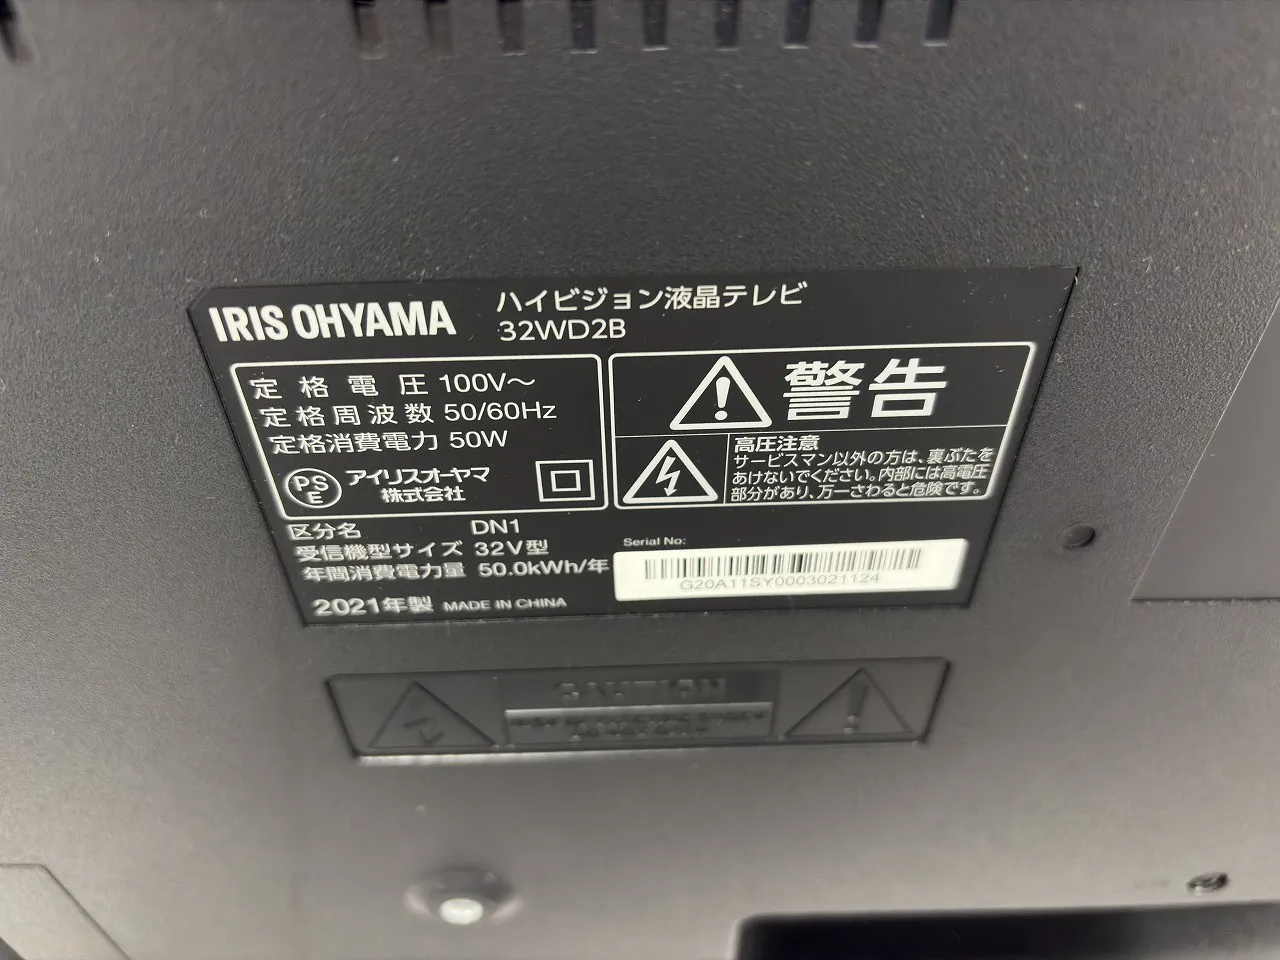 IRIS OHYAMA
ハイビジョン液晶テレビ
32WD2B
定格電圧 100V～
定格周波数 50/60Hz
定格消費電力 50W
PSE
アイリスオーヤマ
株式会社
警告
高圧注意
サービスマン以外の方は、裏ぶたを
あけないでください。内部には高電圧
部分があり、万一さわると危険です。
区分名 DN1
受信機型サイズ 32V型
年間消費電力量 50.0kWh/年
2021年製 MADE IN CHINA
Serial No:
G20A11SY0003021124
CAUTION